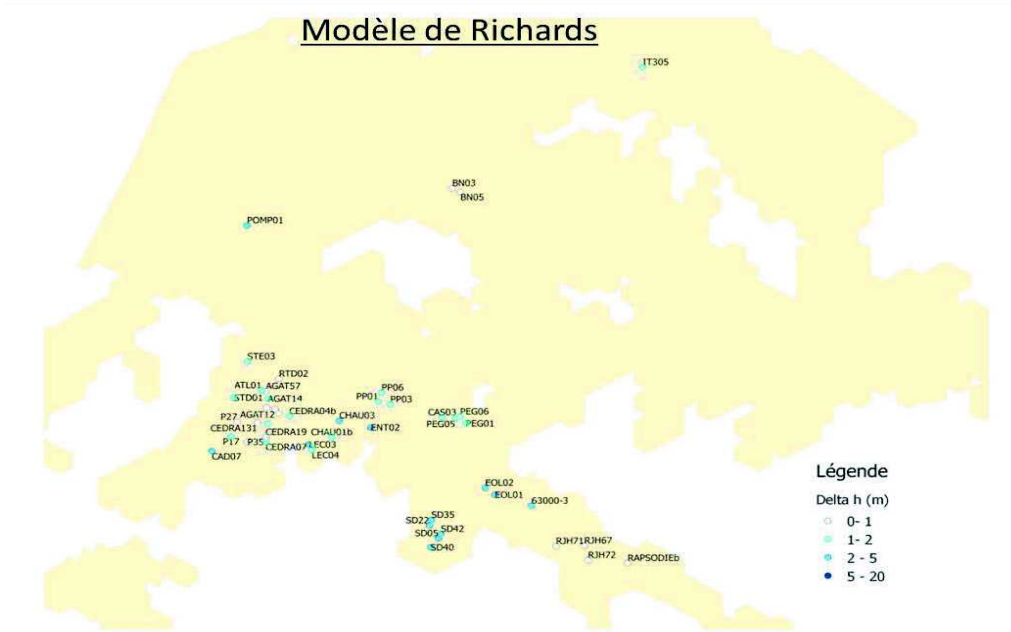 Modèle de Richards
IT305
BN03
BN05
POMP01
STE03
RTD02
ATL01 AGAT57
STD01 AGAT14
PP06
PP01 PP03
P27 AGAT12 CEDRA04b CHAU03
CAS03 PEG06
CEDRA131 CEDRA19 CHAU01b ENT02
PEG05 PEG01
P17 P35 CEDRA07 LEC03
CAD07 LEC04
EOL02
EOL01 63000-3
SD35
SD22
SD05 SD42
SD40
RJH71 RJH67
RJH72 RAPSODIEb
Légende
Delta h (m)
0- 1
1- 2
2 - 5
5 - 20